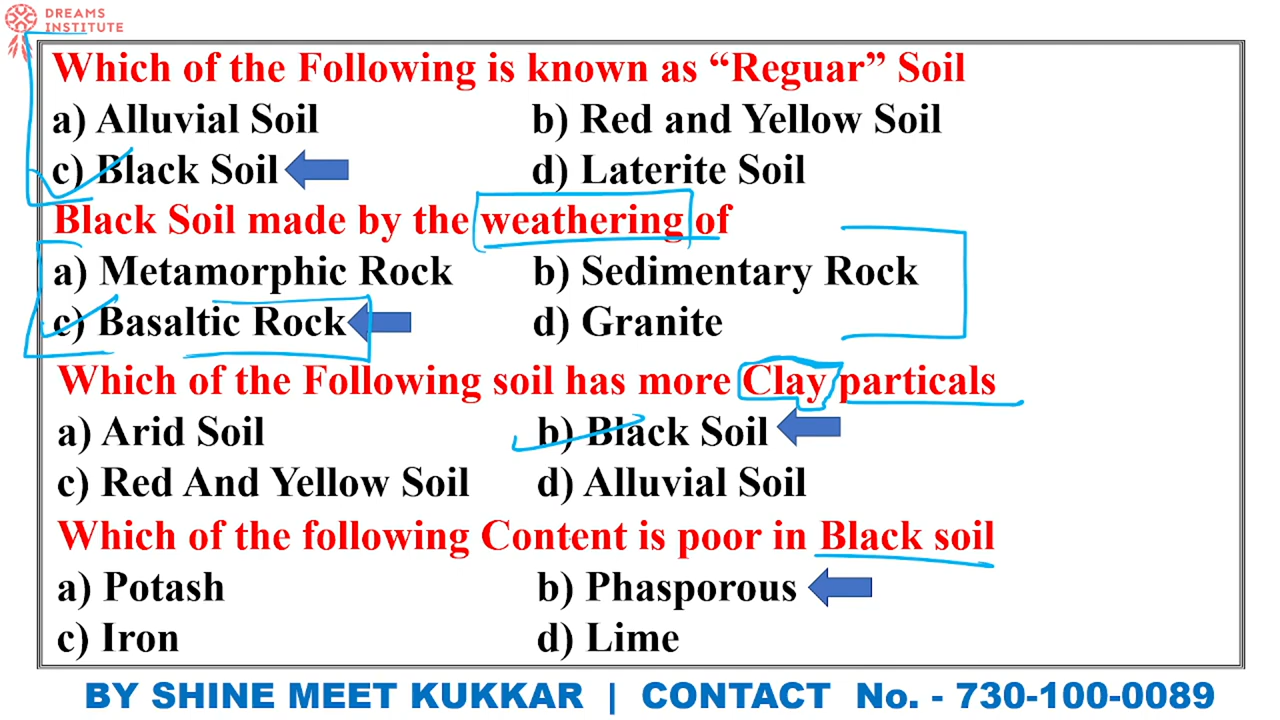 DREAMS
INSTITUTE
Which of the Following is known as “Reguar” Soil
a) Alluvial Soil b) Red and Yellow Soil
c) Black Soil d) Laterite Soil
Black Soil made by the weathering of
a) Metamorphic Rock b) Sedimentary Rock
c) Basaltic Rock d) Granite
Which of the Following soil has more Clay particals
a) Arid Soil b) Black Soil
c) Red And Yellow Soil d) Alluvial Soil
Which of the following Content is poor in Black soil
a) Potash b) Phasporous
c) Iron d) Lime
BY SHINE MEET KUKKAR | CONTACT No. - 730-100-0089